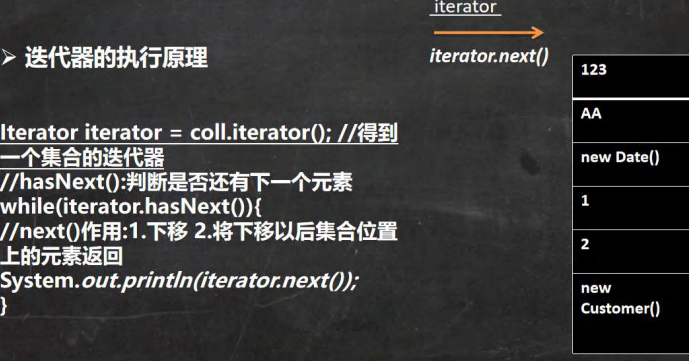 iterator
➢ 迭代器的执行原理
iterator.next()
Iterator iterator = coll.iterator(); //得到
一个集合的迭代器
//hasNext():判断是否还有下一个元素
while(iterator.hasNext()){
//next()作用:1.下移 2.将下移以后集合位置
上的元素返回
System.out.println(iterator.next());
}
123
AA
new Date()
1
2
new
Customer()